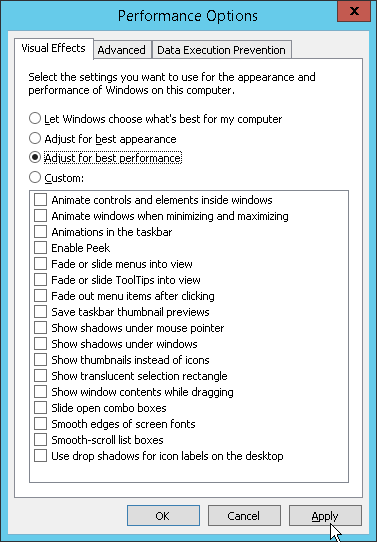 Performance Options
X
Visual Effects Advanced Data Execution Prevention
Select the settings you want to use for the appearance and
performance of Windows on this computer.
Let Windows choose what's best for my computer
Adjust for best appearance
Adjust for best performance
Custom:
Animate controls and elements inside windows
Animate windows when minimizing and maximizing
Animations in the taskbar
Enable Peek
Fade or slide menus into view
Fade or slide ToolTips into view
Fade out menu items after clicking
Save taskbar thumbnail previews
Show shadows under mouse pointer
Show shadows under windows
Show thumbnails instead of icons
Show translucent selection rectangle
Show window contents while dragging
Slide open combo boxes
Smooth edges of screen fonts
Smooth-scroll list boxes
Use drop shadows for icon labels on the desktop
OK Cancel Apply